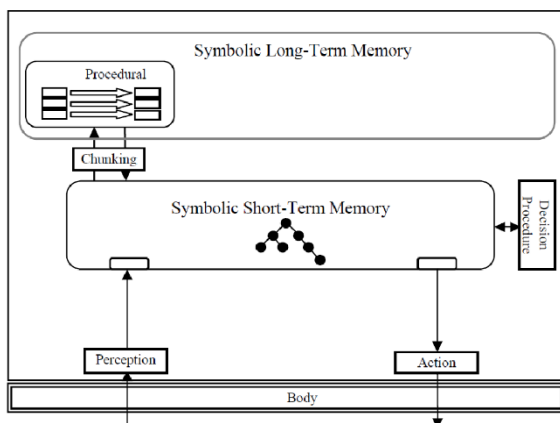 Symbolic Long-Term Memory
Procedural
Chunking
Symbolic Short-Term Memory
Decision
Procedure
Perception
Action
Body